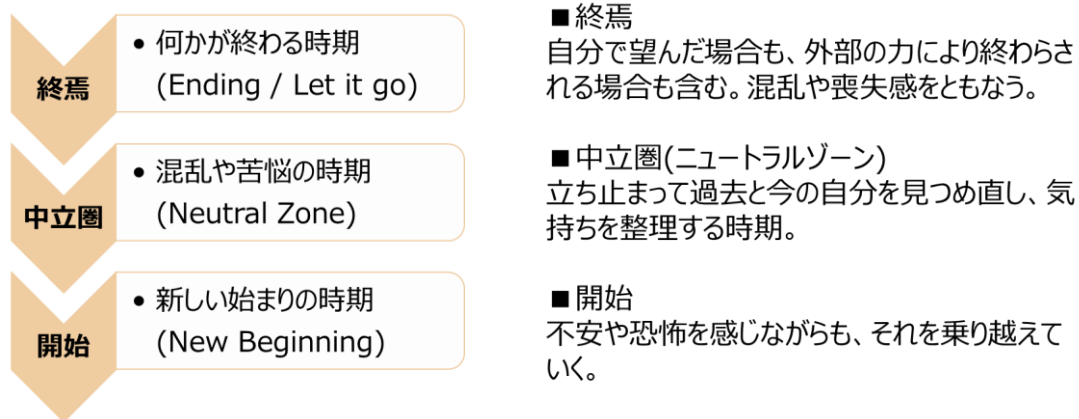 終焉
• 何かが終わる時期
(Ending / Let it go)
中立圏
• 混乱や苦悩の時期
(Neutral Zone)
開始
• 新しい始まりの時期
(New Beginning)
■終焉
自分で望んだ場合も、外部の力により終わらさ
れる場合も含む。混乱や喪失感をともなう。
■中立圏(ニュートラルゾーン)
立ち止まって過去と今の自分を見つめ直し、気
持ちを整理する時期。
■開始
不安や恐怖を感じながらも、それを乗り越えて
いく。